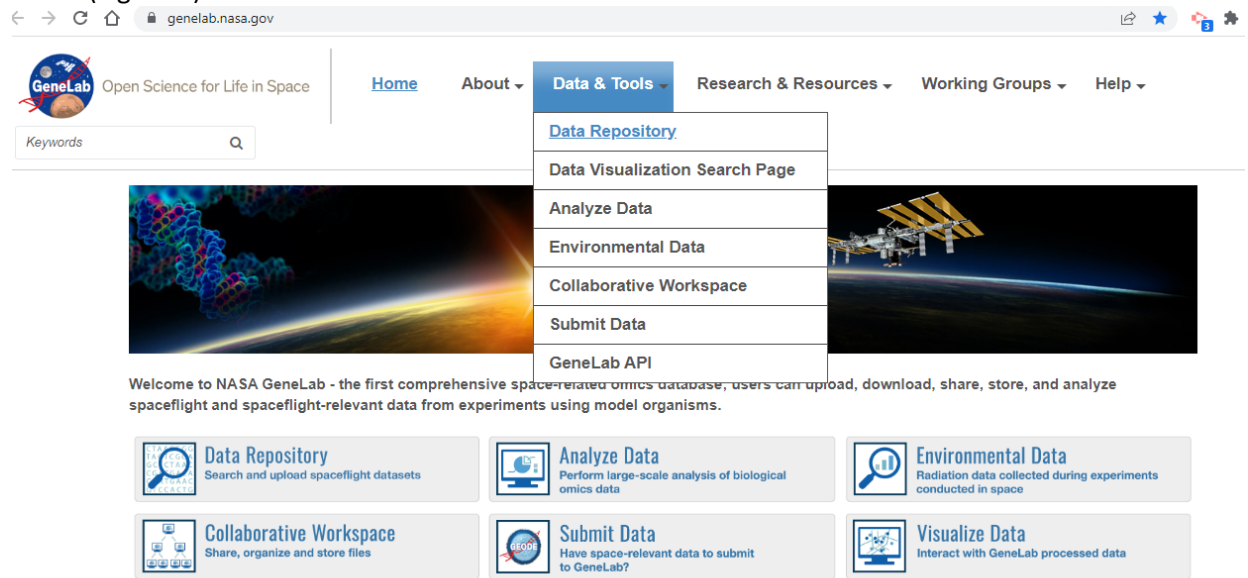 genelab.nasa.gov
3
GeneLab
Open Science for Life in Space
Home
About
Data & Tools
Research & Resources
Working Groups
Help
Keywords
Data Repository
Data Visualization Search Page
Analyze Data
Environmental Data
Collaborative Workspace
Submit Data
GeneLab API
Welcome to NASA GeneLab - the first comprehensive space-related omics database; users can upload, download, share, store, and analyze
spaceflight and spaceflight-relevant data from experiments using model organisms.
Data Repository
Search and upload spaceflight datasets
Analyze Data
Perform large-scale analysis of biological
omics data
Environmental Data
Radiation data collected during experiments
conducted in space
Collaborative Workspace
Share, organize and store files
GEODE
Submit Data
Have space-relevant data to submit
to GeneLab?
Visualize Data
Interact with GeneLab processed data